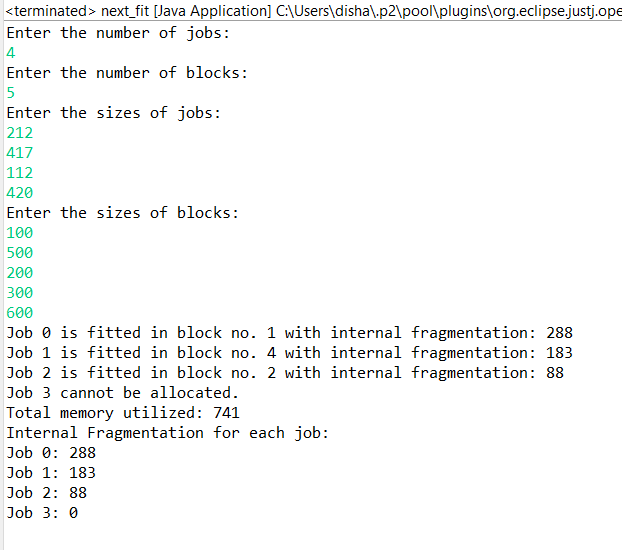 <terminated> next_fit [Java Application] C:\Users\disha\.p2\pool\plugins\org.eclipse.justj.ope
Enter the number of jobs:
4
Enter the number of blocks:
5
Enter the sizes of jobs:
212
417
112
420
Enter the sizes of blocks:
100
500
200
300
600
Job 0 is fitted in block no. 1 with internal fragmentation: 288
Job 1 is fitted in block no. 4 with internal fragmentation: 183
Job 2 is fitted in block no. 2 with internal fragmentation: 88
Job 3 cannot be allocated.
Total memory utilized: 741
Internal Fragmentation for each job:
Job 0: 288
Job 1: 183
Job 2: 88
Job 3: 0